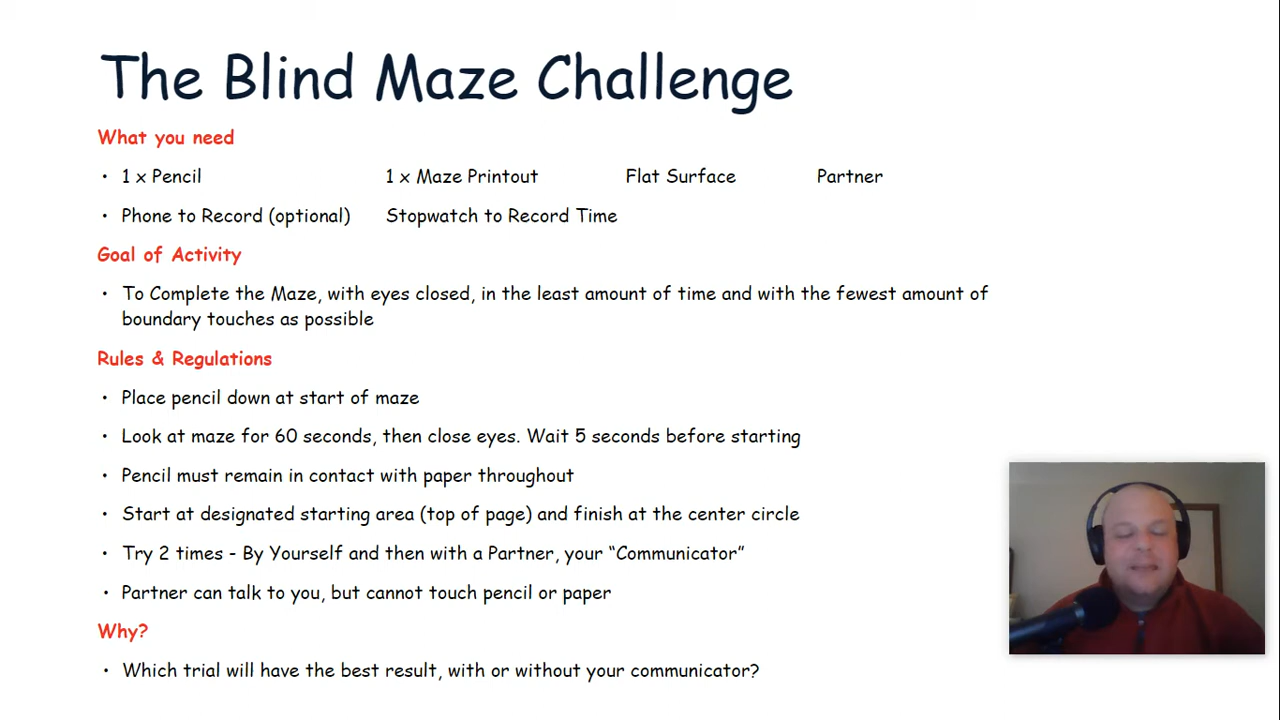 The Blind Maze Challenge
What you need
• 1 x Pencil 1 x Maze Printout Flat Surface Partner
• Phone to Record (optional) Stopwatch to Record Time
Goal of Activity
• To Complete the Maze, with eyes closed, in the least amount of time and with the fewest amount of
boundary touches as possible
Rules & Regulations
• Place pencil down at start of maze
• Look at maze for 60 seconds, then close eyes. Wait 5 seconds before starting
• Pencil must remain in contact with paper throughout
• Start at designated starting area (top of page) and finish at the center circle
• Try 2 times - By Yourself and then with a Partner, your “Communicator”
• Partner can talk to you, but cannot touch pencil or paper
Why?
• Which trial will have the best result, with or without your communicator?